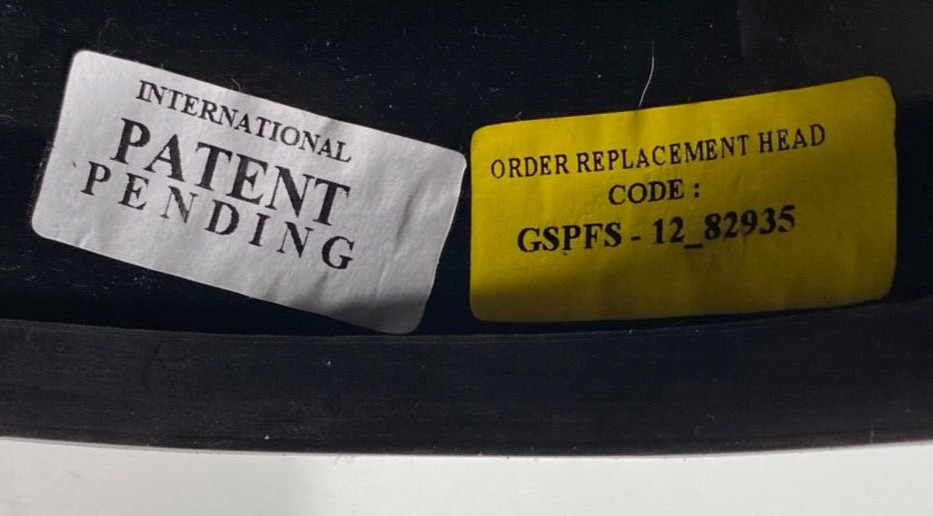 INTERNATIONAL
PATENT
PENDING
ORDER REPLACEMENT HEAD
CODE :
GSPFS - 12_82935